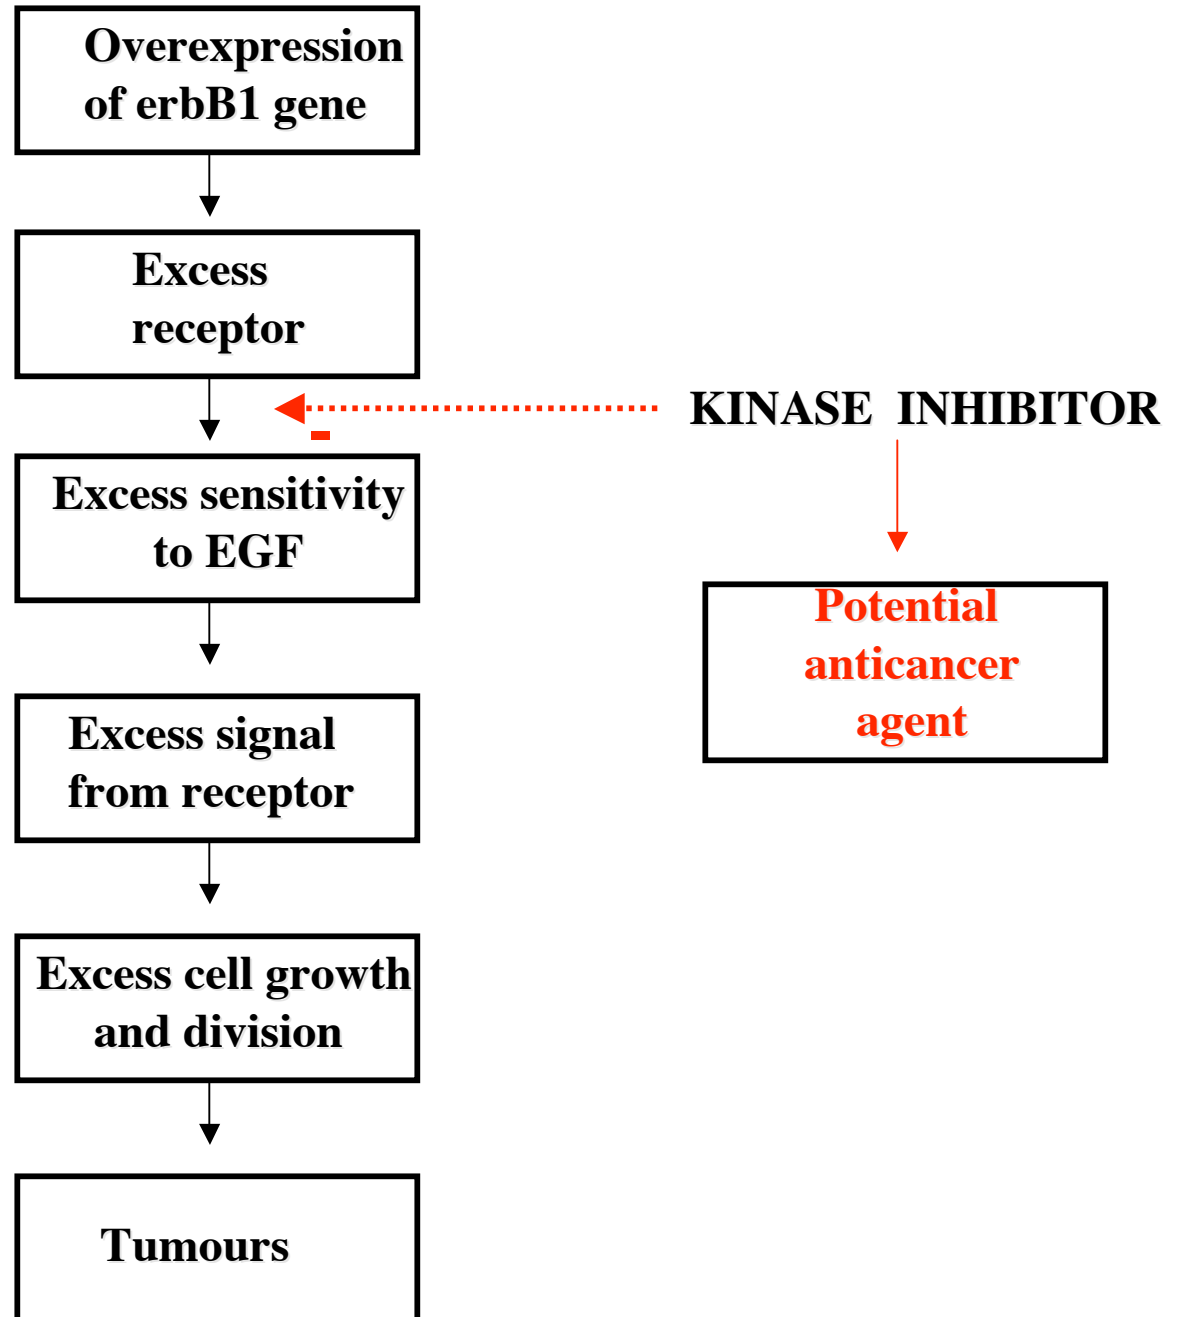 Overexpression
of erbB1 gene
Excess
receptor
KINASE INHIBITOR
-
Excess sensitivity
to EGF
Potential
anticancer
agent
Excess signal
from receptor
Excess cell growth
and division
Tumours